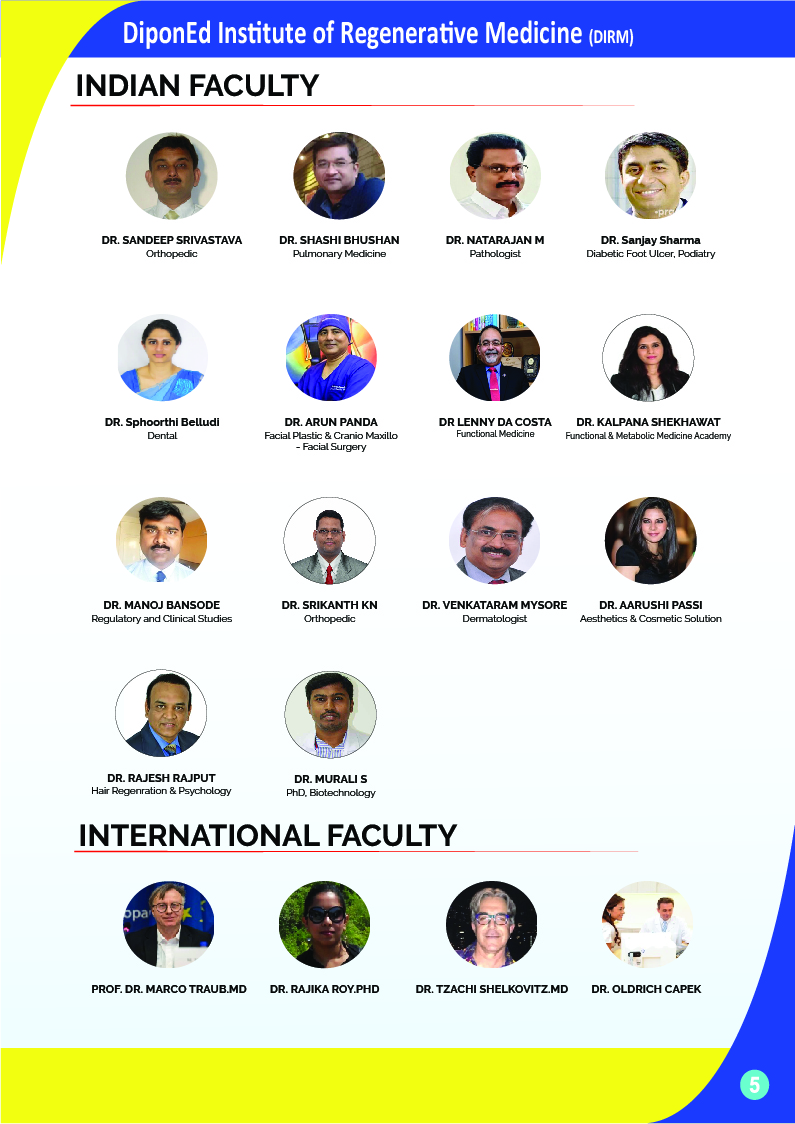 DiponEd Institute of Regenerative Medicine (DIRM)
INDIAN FACULTY
DR. SANDEEP SRIVASTAVA
Orthopedic
DR. SHASHI BHUSHAN
Pulmonary Medicine
DR. NATARAJAN M
Pathologist
DR. Sanjay Sharma
Diabetic Foot Ulcer, Podiatry
DR. Sphoorthi Belludi
Dental
DR. ARUN PANDA
Facial Plastic & Cranio Maxillo
- Facial Surgery
DR LENNY DA COSTA
Functional Medicine
DR. KALPANA SHEKHAWAT
Functional & Metabolic Medicine Academy
DR. MANOJ BANSODE
Regulatory and Clinical Studies
DR. SRIKANTH KN
Orthopedic
DR. VENKATARAM MYSORE
Dermatologist
DR. AARUSHI PASSI
Aesthetics & Cosmetic Solution
DR. RAJESH RAJPUT
Hair Regenration & Psychology
DR. MURALI S
PhD, Biotechnology
INTERNATIONAL FACULTY
PROF. DR. MARCO TRAUB.MD
DR. RAJIKA ROY.PHD
DR. TZACHI SHELKOVITZ.MD
DR. OLDRICH CAPEK
5